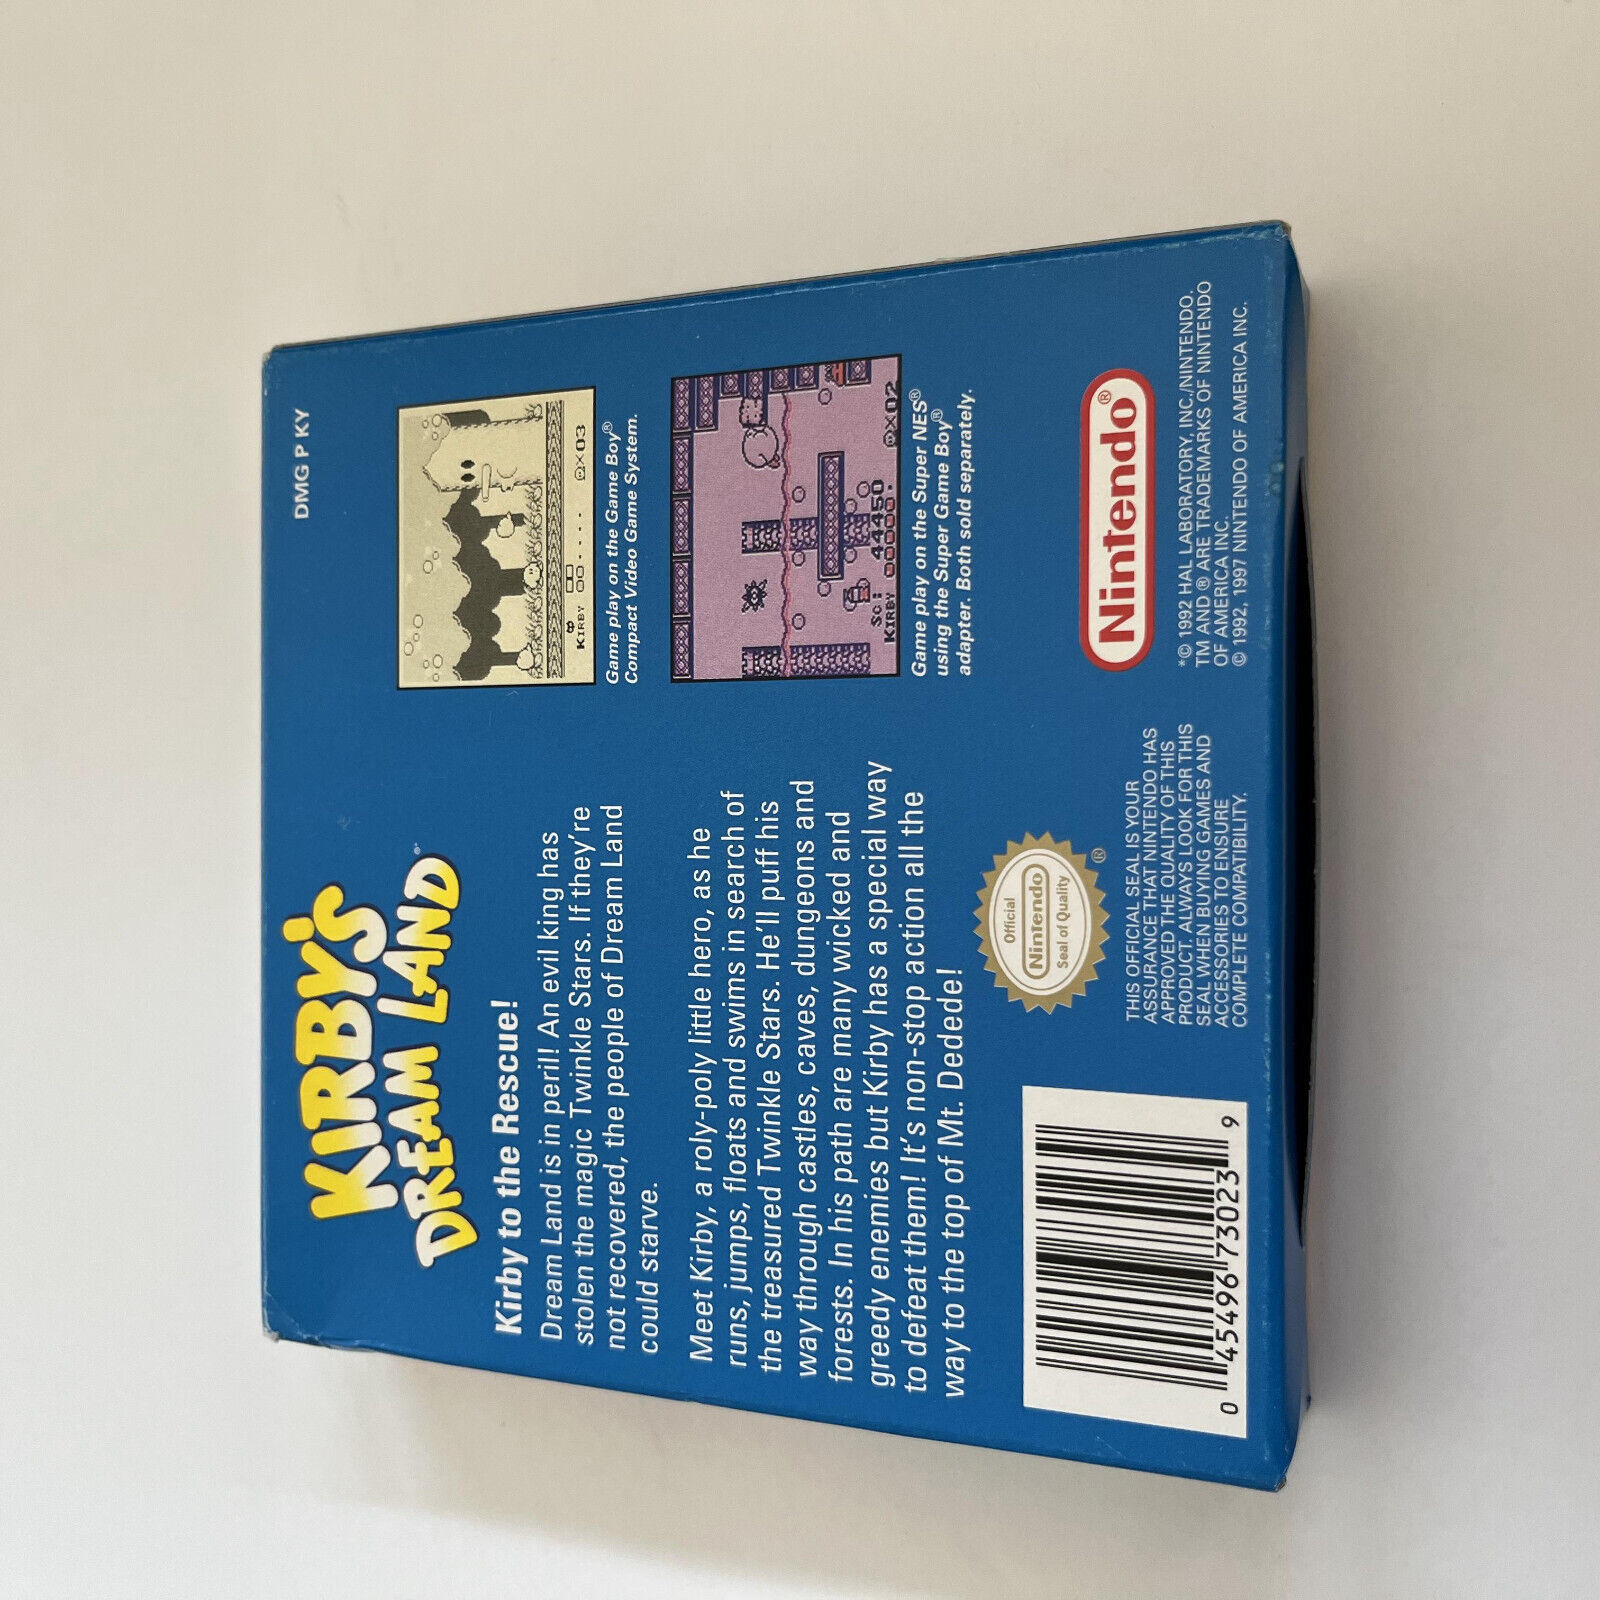 DMG P KY
KIRBY'S
DREAM LAND
Kirby to the Rescue!
Dream Land is in peril! An evil king has
stolen the magic Twinkle Stars. If they're
not recovered, the people of Dream Land
could starve.
Meet Kirby, a roly-poly little hero, as he
runs, jumps, floats and swims in search of
the treasured Twinkle Stars. He'll puff his
way through castles, caves, dungeons and
forests. In his path are many wicked and
greedy enemies but Kirby has a special way
to defeat them! It's non-stop action all the
way to the top of Mt. Dedede!
KIRBY
×03
Game play on the Game Boy®
Compact Video Game System.
Sc: 44450
KIRBY
×02
Game play on the Super NES®
using the Super Game Boy®
adapter. Both sold separately.
0 45496 73023 9
Official
Nintendo
Seal of Quality
®
THIS OFFICIAL SEAL IS YOUR
ASSURANCE THAT NINTENDO HAS
APPROVED THE QUALITY OF THIS
PRODUCT. ALWAYS LOOK FOR THIS
SEAL WHEN BUYING GAMES AND
ACCESSORIES TO ENSURE
COMPLETE COMPATIBILITY.
Nintendo®
*© 1992 HAL LABORATORY, INC./NINTENDO.
TM AND ® ARE TRADEMARKS OF NINTENDO
OF AMERICA INC.
© 1992, 1997 NINTENDO OF AMERICA INC.